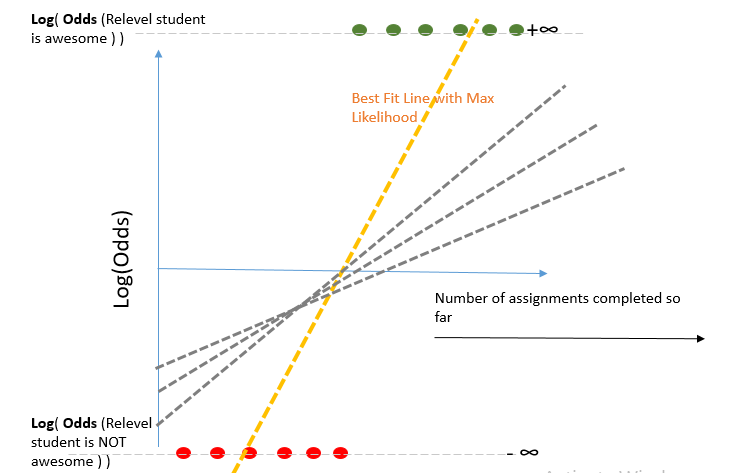 Log( Odds (Relevel student
is awesome ) )
+∞
Best Fit Line with Max
Likelihood
Log(Odds)
Number of assignments completed so
far
Log( Odds (Relevel
student is NOT
awesome ) )
- ∞